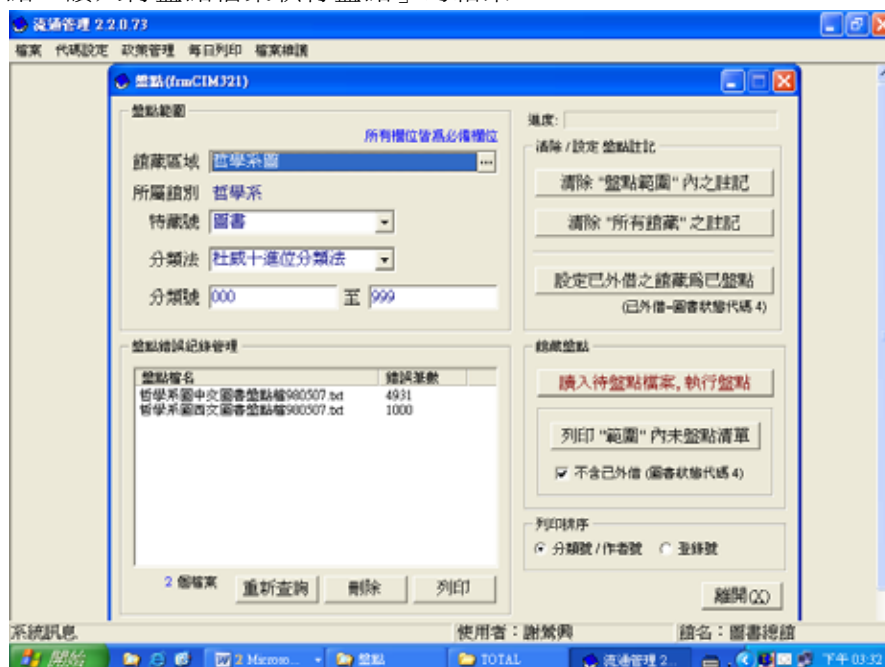 流通管理 2.2.0.73
檔案 代碼設定 政策管理 每日列印 檔案維護
盤點(frmCIM321)
盤點範圍
所有欄位皆為必備欄位
館藏區域 哲學系圖
所屬館別 哲學系
特藏號 圖書
分類法 杜威十進位分類法
分類號 000 至 999
進度:
清除 / 設定 盤點註記
清除 "盤點範圍" 內之註記
清除 "所有館藏" 之註記
設定已外借之館藏為已盤點
(已外借=圖書狀態代碼 4)
盤點錯誤紀錄管理
盤點檔名 錯誤筆數
哲學系圖中文圖書盤點檔980507.txt 4931
哲學系圖西文圖書盤點檔980507.txt 1000
2 個檔案 重新查詢 刪除 列印
館藏盤點
讀入待盤點檔案, 執行盤點
列印 "範圍" 內未盤點清單
不含已外借 (圖書狀態代碼 4)
列印排序
分類號 / 作者號 登錄號
離開(X)
系統訊息 使用者：謝鶯興 館名：圖書總館
開始 2 Microso... 盤點 TOTAL 流通管理 2... 下午 03:32